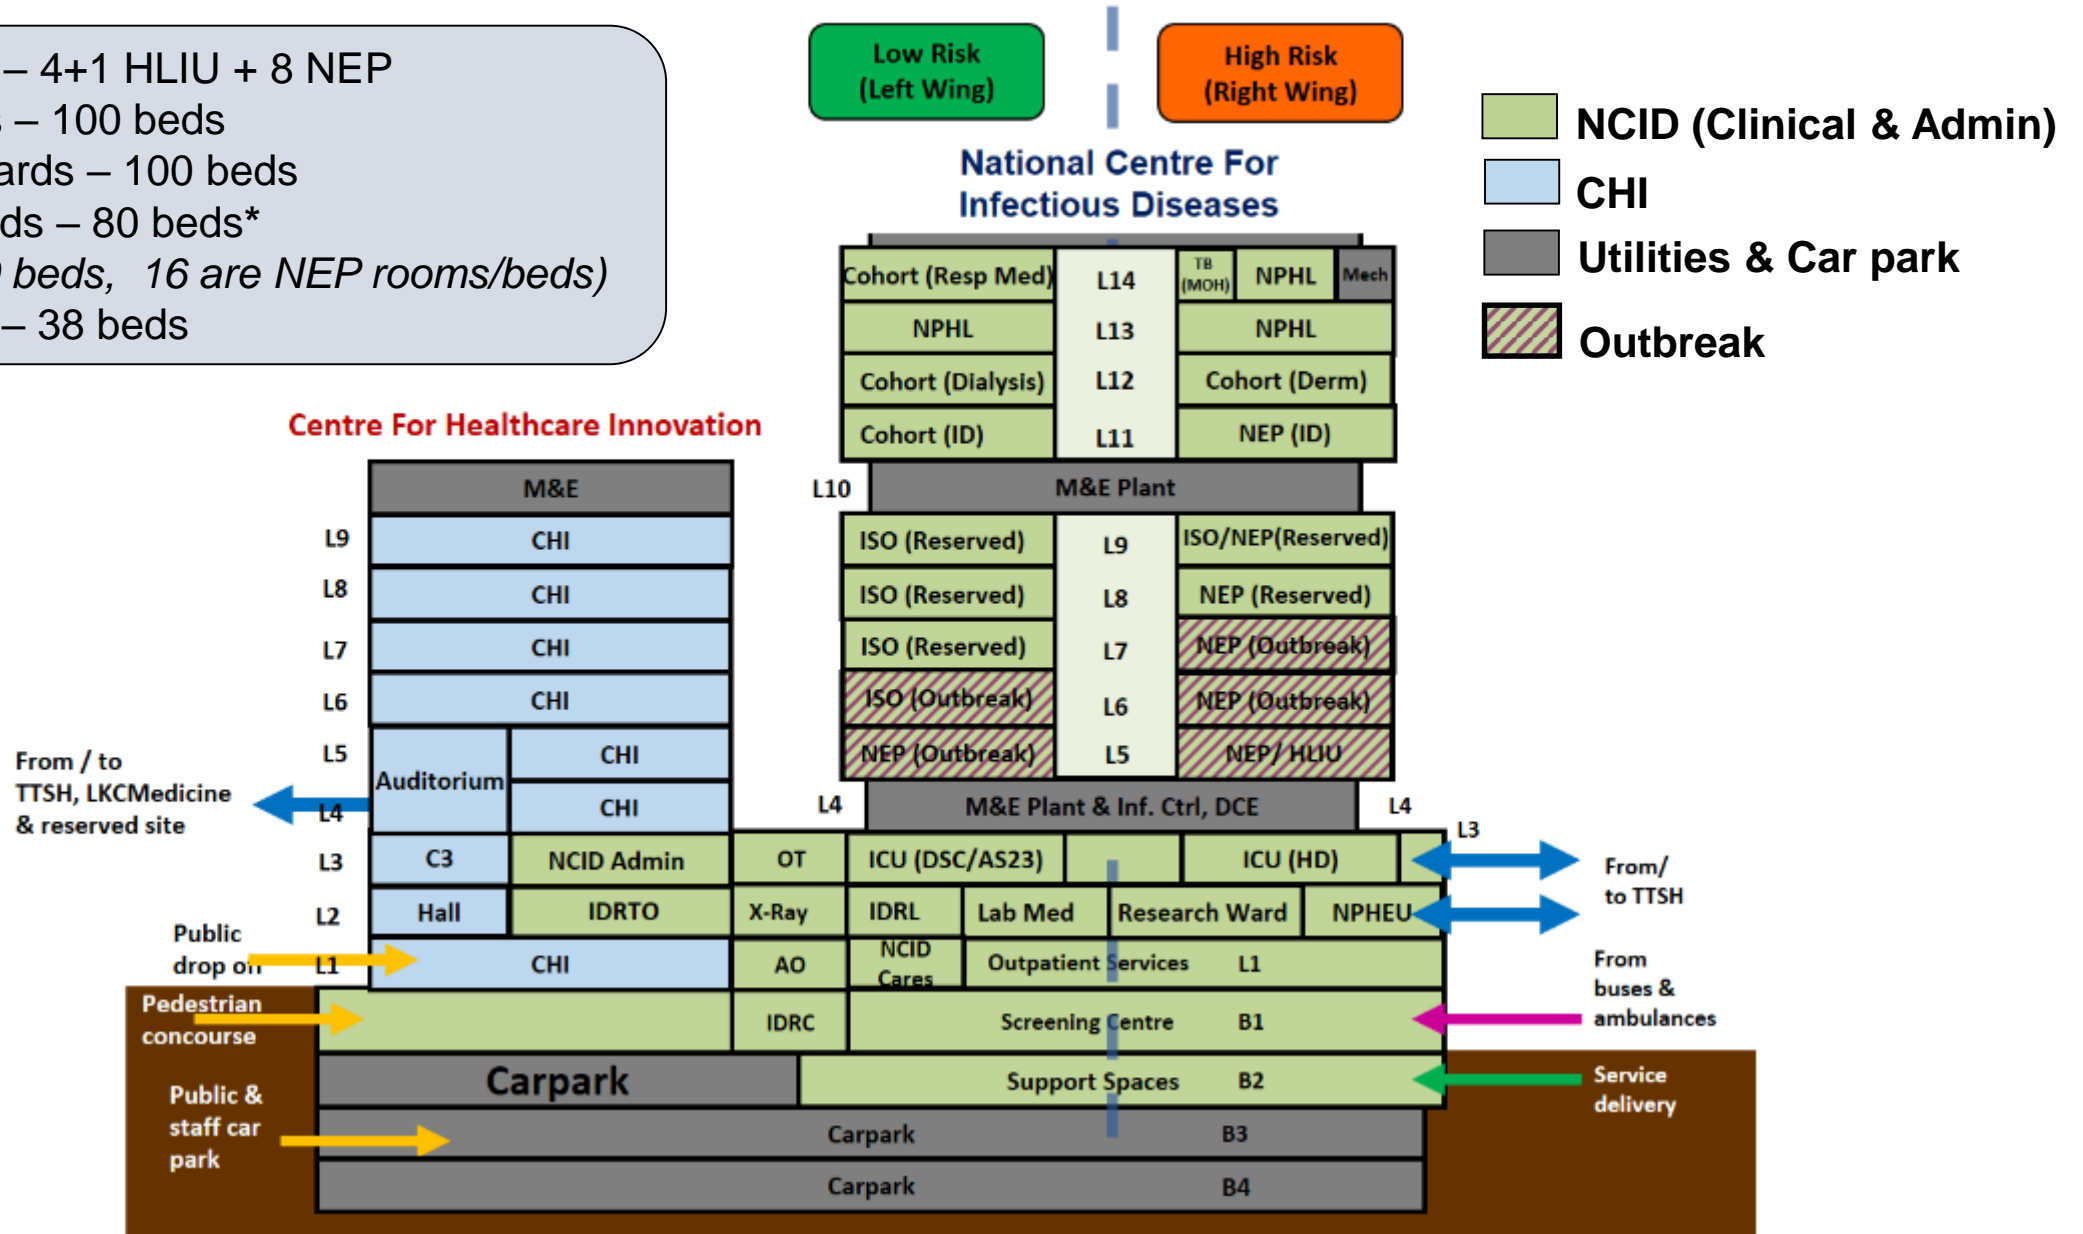 – 4+1 HLIU + 8 NEP
– 100 beds
– 100 beds
– 80 beds*
beds, 16 are NEP rooms/beds)
– 38 beds
Low Risk
(Left Wing)
High Risk
(Right Wing)
National Centre For
Infectious Diseases
NCID (Clinical & Admin)
CHI
Utilities & Car park
Outbreak
Cohort (Resp Med)
L14
TB
(MOH)
NPHL
Mech
NPHL
L13
NPHL
Cohort (Dialysis)
L12
Cohort (Derm)
Cohort (ID)
L11
NEP (ID)
L10
M&E Plant
ISO (Reserved)
L9
ISO/NEP(Reserved)
ISO (Reserved)
L8
NEP (Reserved)
ISO (Reserved)
L7
NEP (Outbreak)
ISO (Outbreak)
L6
NEP (Outbreak)
NEP (Outbreak)
L5
NEP/ HLIU
L4
M&E Plant & Inf. Ctrl, DCE
L4
Centre For Healthcare Innovation
M&E
L9
CHI
L8
CHI
L7
CHI
L6
CHI
L5
Auditorium
CHI
L4
CHI
From / to
TTSH, LKCMedicine
& reserved site
L3
C3
NCID Admin
OT
ICU (DSC/AS23)
ICU (HD)
L3
From/
to TTSH
L2
Hall
IDRTO
X-Ray
IDRL
Lab Med
Research Ward
NPHEU
Public
drop off
L1
CHI
AO
NCID
Cares
Outpatient Services
L1
From
buses &
ambulances
Pedestrian
concourse
IDRC
Screening Centre
B1
Carpark
Support Spaces
B2
Service
delivery
Public &
staff car
park
Carpark
B3
Carpark
B4